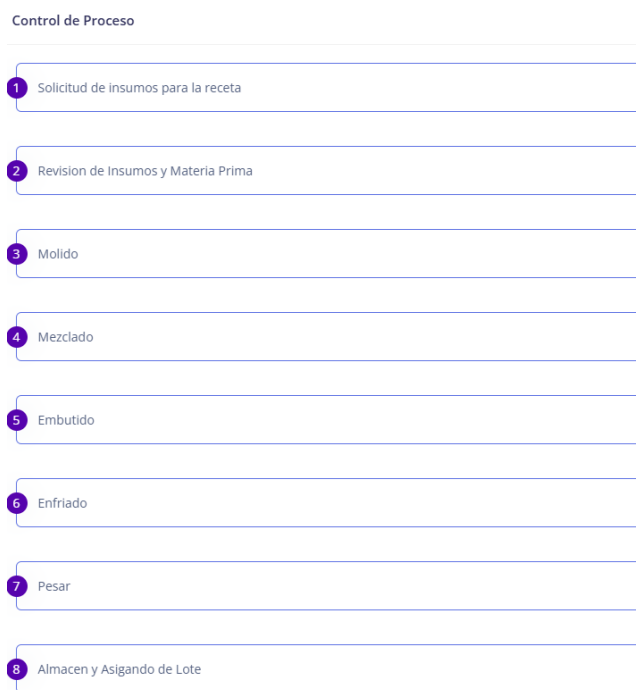 Control de Proceso
1 Solicitud de insumos para la receta
2 Revision de Insumos y Materia Prima
3 Molido
4 Mezclado
5 Embutido
6 Enfriado
7 Pesar
8 Almacen y Asigando de Lote